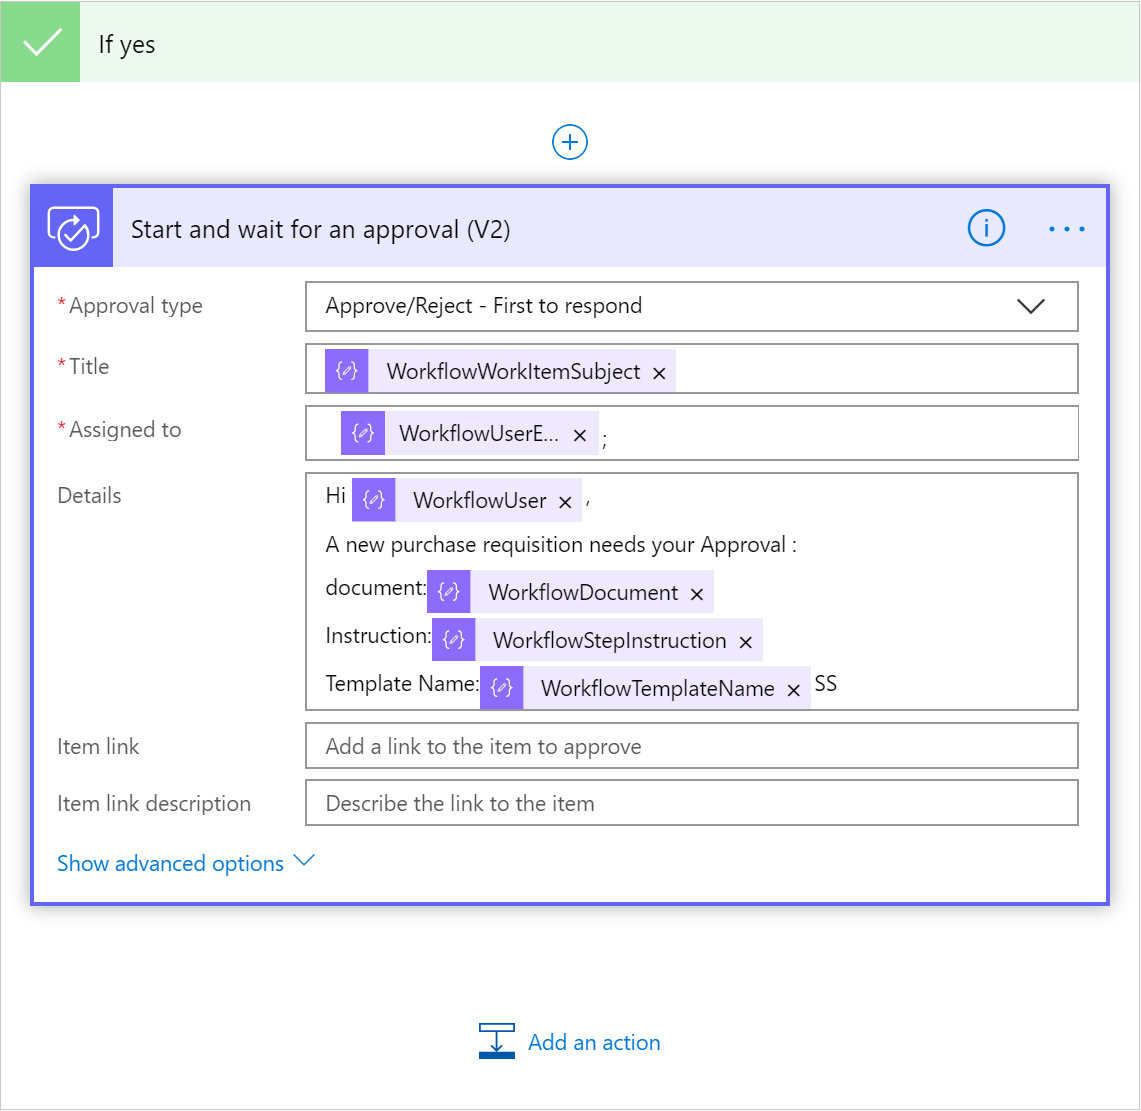 If yes
Start and wait for an approval (V2)
* Approval type
Approve/Reject - First to respond
* Title
WorkflowWorkItemSubject ×
* Assigned to
WorkflowUserE... × ;
Details
Hi WorkflowUser × ,
A new purchase requisition needs your Approval :
document: WorkflowDocument ×
Instruction: WorkflowStepInstruction ×
Template Name: WorkflowTemplateName × SS
Item link
Add a link to the item to approve
Item link description
Describe the link to the item
Show advanced options
Add an action